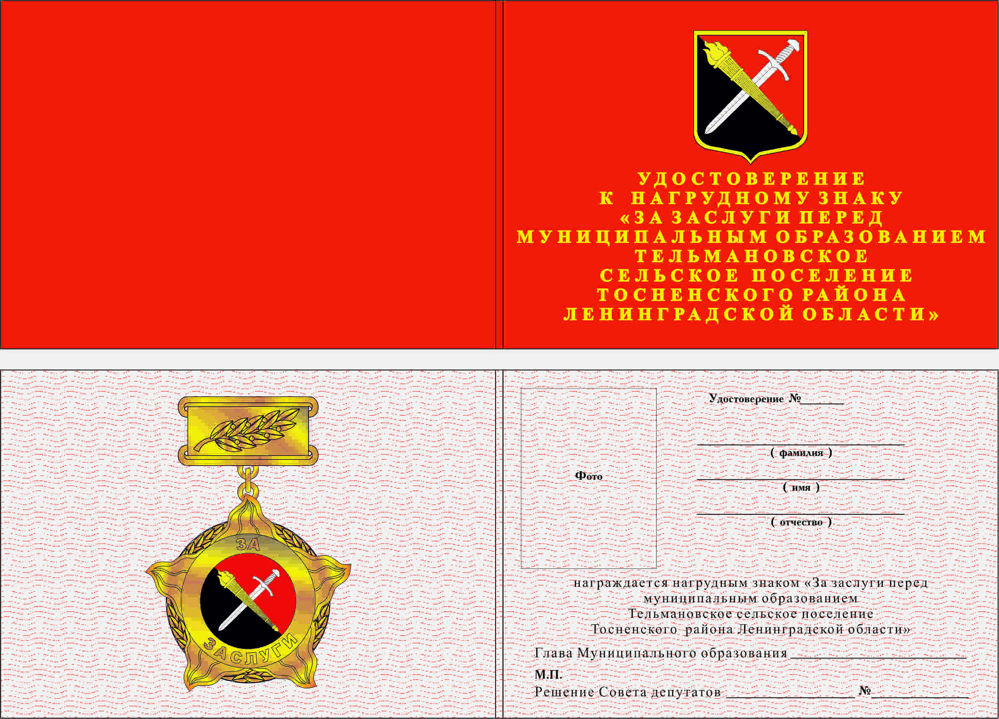 УДОСТОВЕРЕНИЕ
К НАГРУДНОМУ ЗНАКУ
«ЗА ЗАСЛУГИ ПЕРЕД
МУНИЦИПАЛЬНЫМ ОБРАЗОВАНИЕМ
ТЕЛЬМАНОВСКОЕ
СЕЛЬСКОЕ ПОСЕЛЕНИЕ
ТОСНЕНСКОГО РАЙОНА
ЛЕНИНГРАДСКОЙ ОБЛАСТИ»
ЗА
ЗАСЛУГИ
Удостоверение №
( фамилия )
Фото
( имя )
( отчество )
награждается нагрудным знаком «За заслуги перед
муниципальным образованием
Тельмановское сельское поселение
Тосненского района Ленинградской области»
Глава Муниципального образования
М.П.
Решение Совета депутатов №